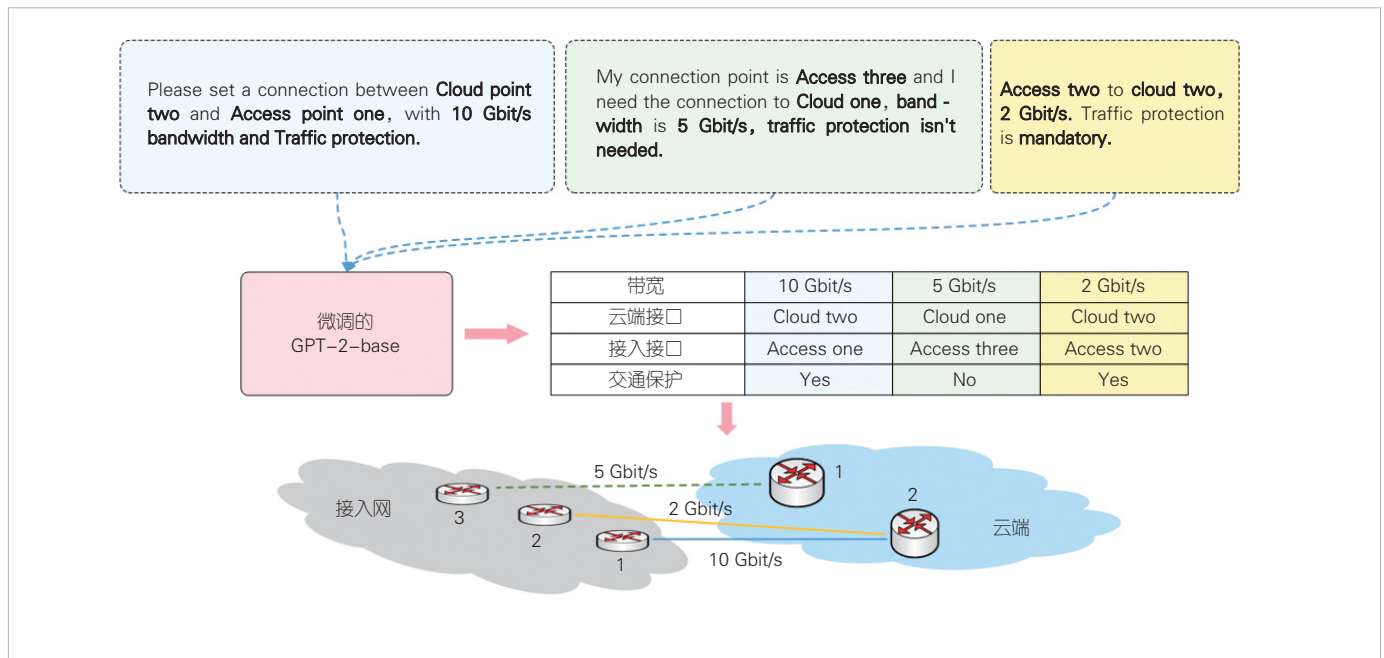 Please set a connection between Cloud point
two and Access point one, with 10 Gbit/s
bandwidth and Traffic protection.
My connection point is Access three and I
need the connection to Cloud one, band -
width is 5 Gbit/s, traffic protection isn't
needed.
Access two to cloud two,
2 Gbit/s. Traffic protection
is mandatory.
微调的
GPT-2-base
带宽 10 Gbit/s 5 Gbit/s 2 Gbit/s
云端接口 Cloud two Cloud one Cloud two
接入接口 Access one Access three Access two
交通保护 Yes No Yes
5 Gbit/s
1
接入网
3
2 Gbit/s
2
云端
2
1
10 Gbit/s